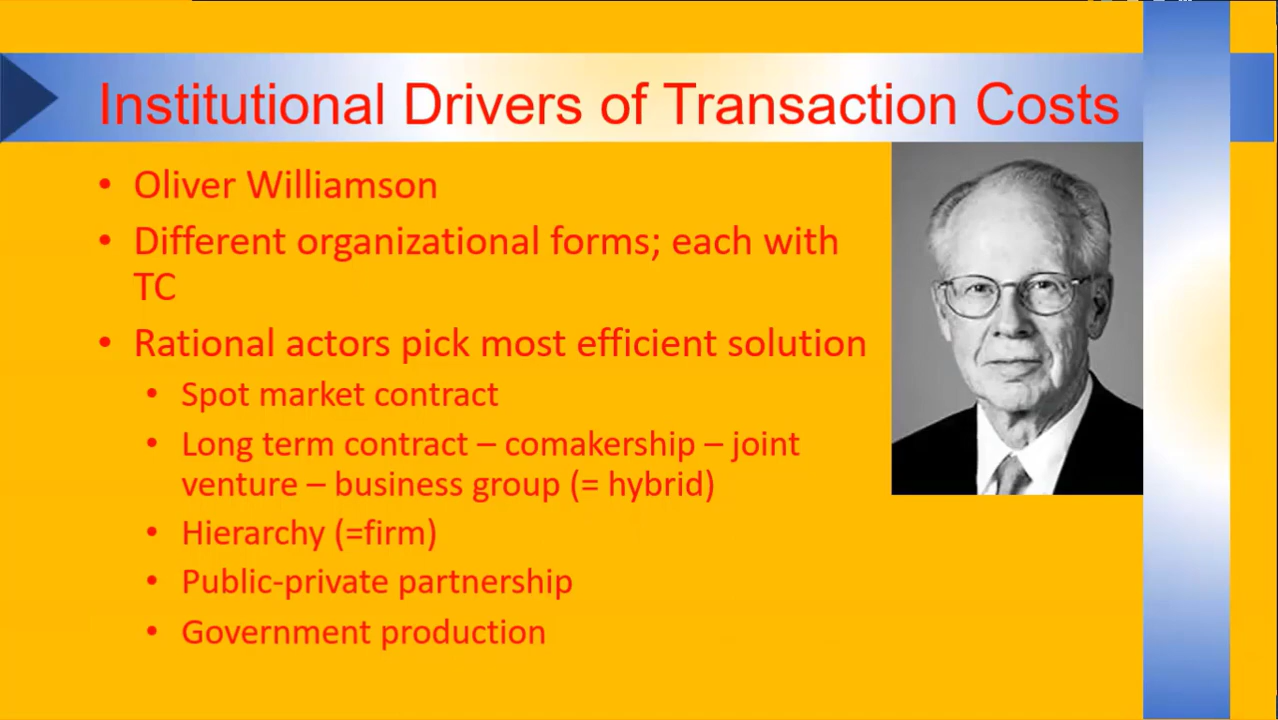 Institutional Drivers of Transaction Costs
• Oliver Williamson
• Different organizational forms; each with
TC
• Rational actors pick most efficient solution
• Spot market contract
• Long term contract – comakership – joint
venture – business group (= hybrid)
• Hierarchy (=firm)
• Public-private partnership
• Government production